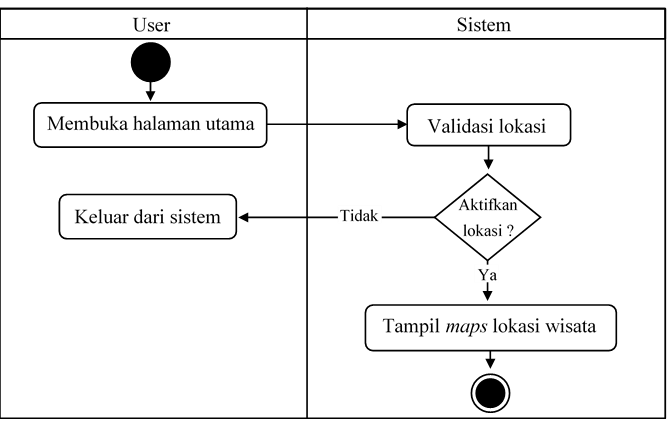 User
Sistem
Membuka halaman utama
Validasi lokasi
Aktifkan
lokasi ?
Tidak
Keluar dari sistem
Ya
Tampil maps lokasi wisata